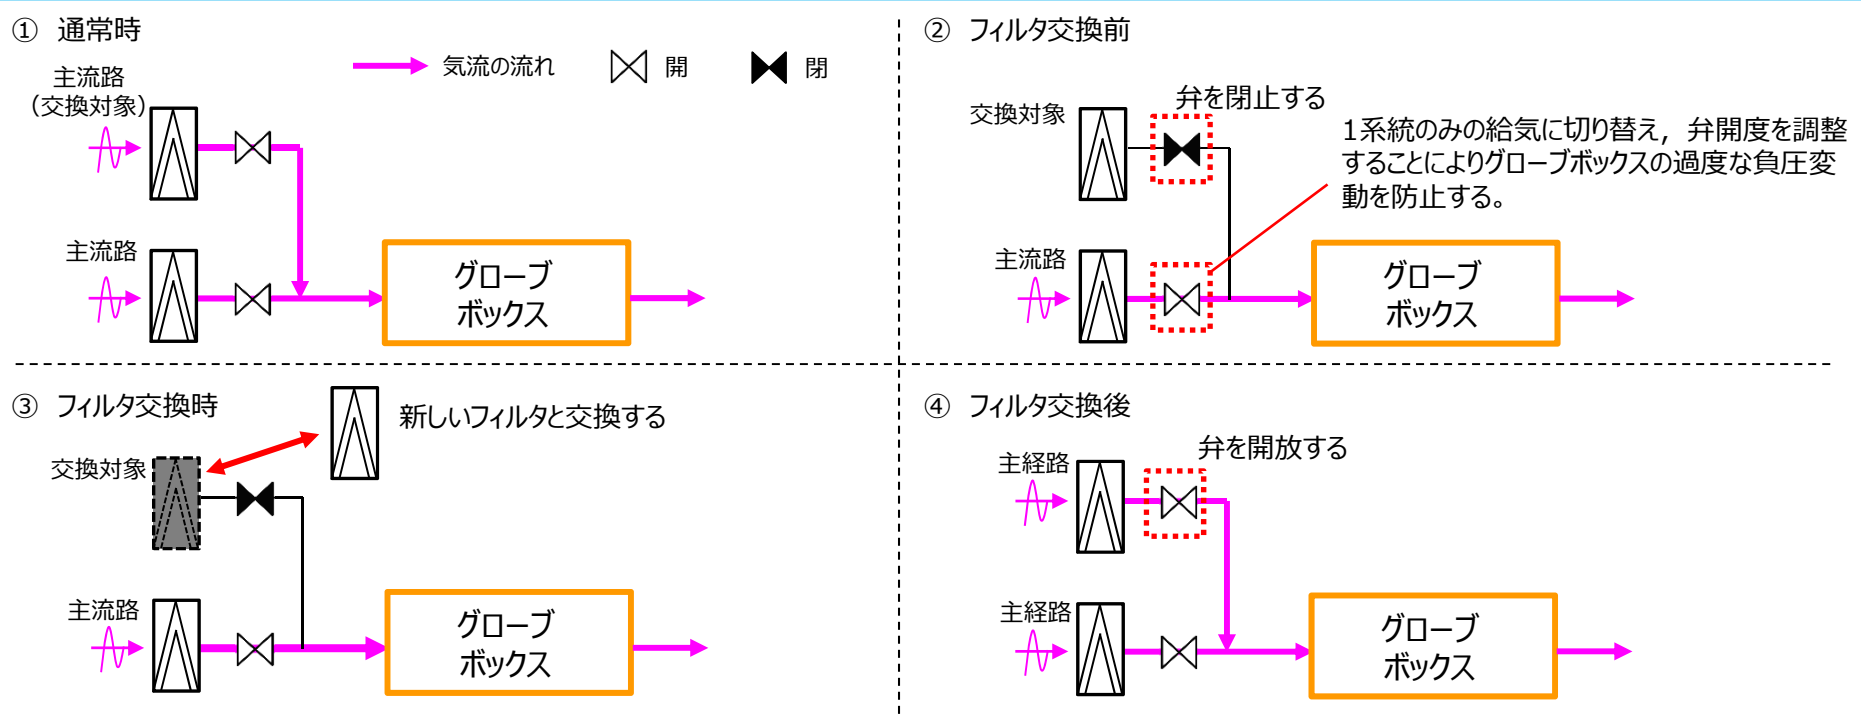 ① 通常時
気流の流れ
開
閉
主流路
（交換対象）
主流路
グローブ
ボックス
② フィルタ交換前
交換対象
弁を閉止する
1系統のみの給気に切り替え，弁開度を調整
することによりグローブボックスの過度な負圧変
動を防止する。
主流路
グローブ
ボックス
③ フィルタ交換時
新しいフィルタと交換する
交換対象
主流路
グローブ
ボックス
④ フィルタ交換後
弁を開放する
主経路
主経路
グローブ
ボックス